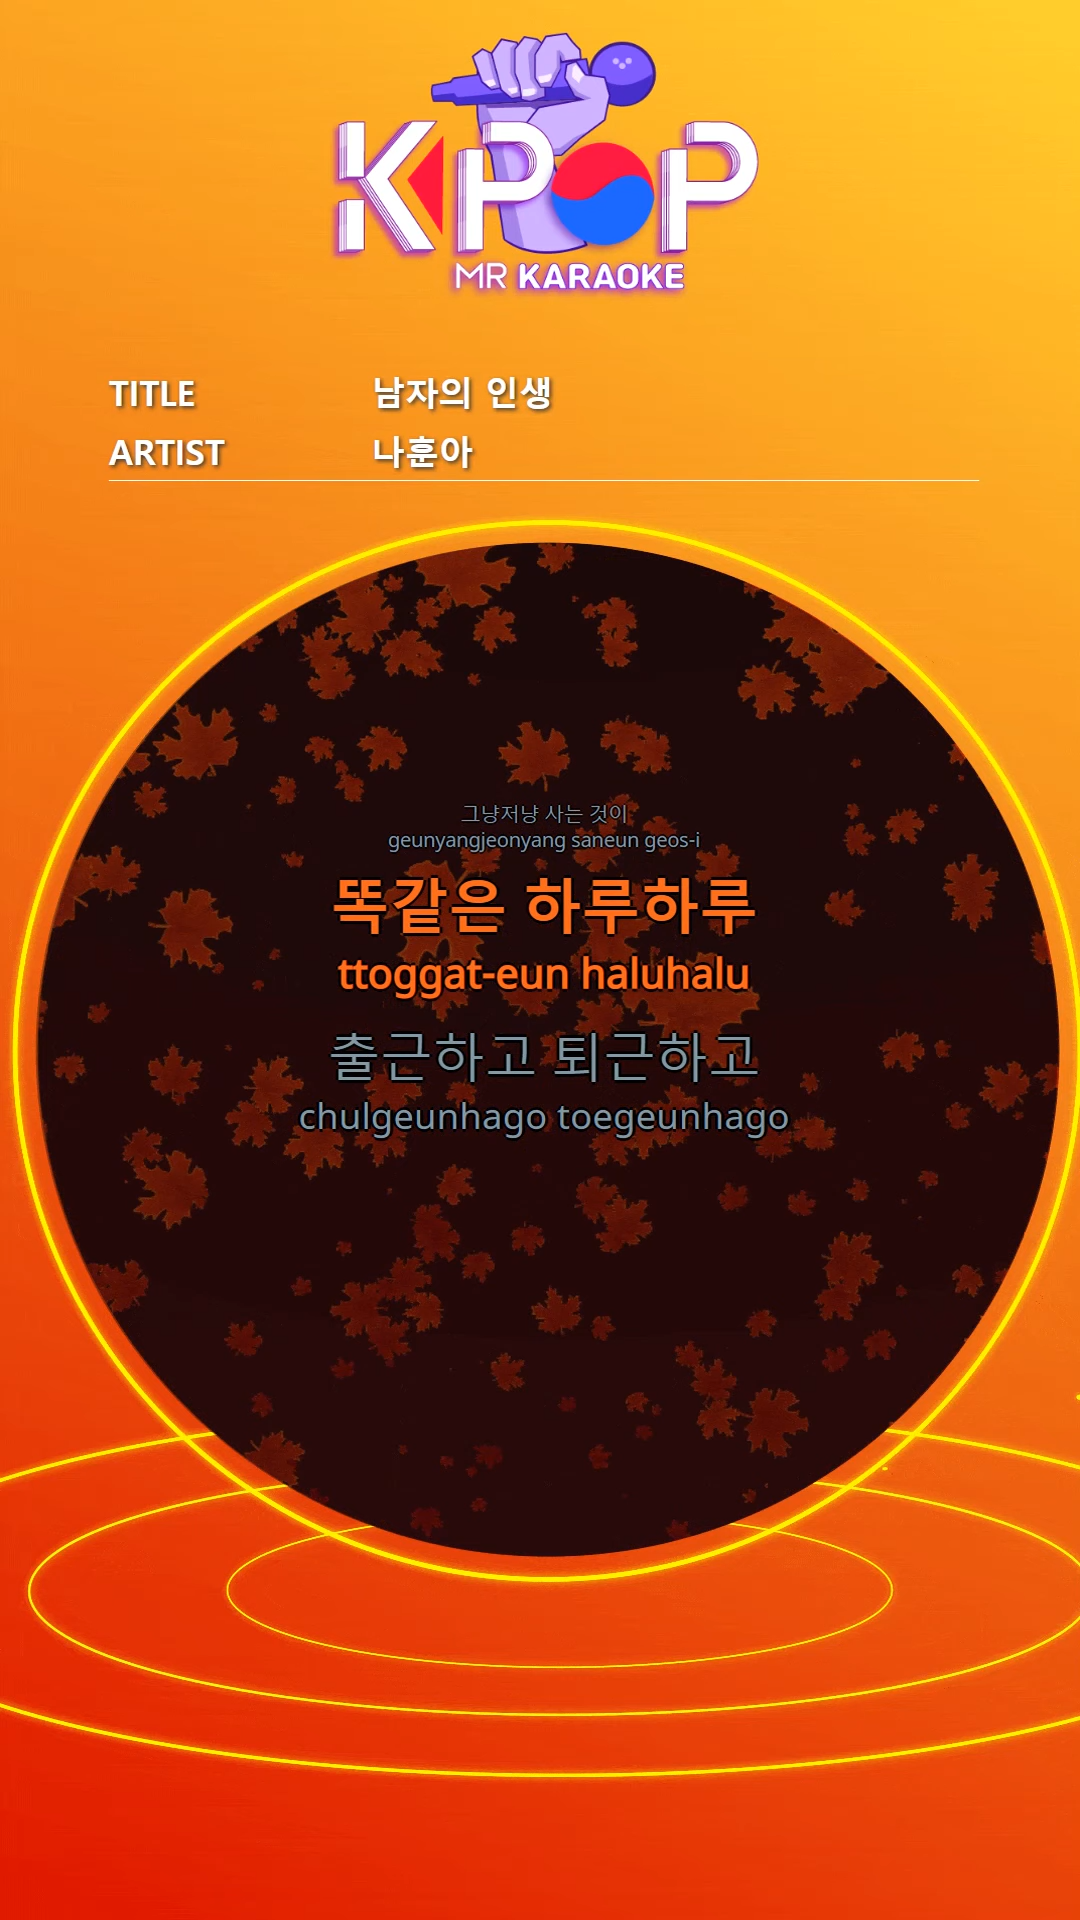 KPOP
MR KARAOKE
TITLE 남자의 인생
ARTIST 나훈아
그냥저냥 사는 것이
geunyangjeonyang saneun geos-i
똑같은 하루하루
ttoggat-eun haluhalu
출근하고 퇴근하고
chulgeunhago toegeunhago